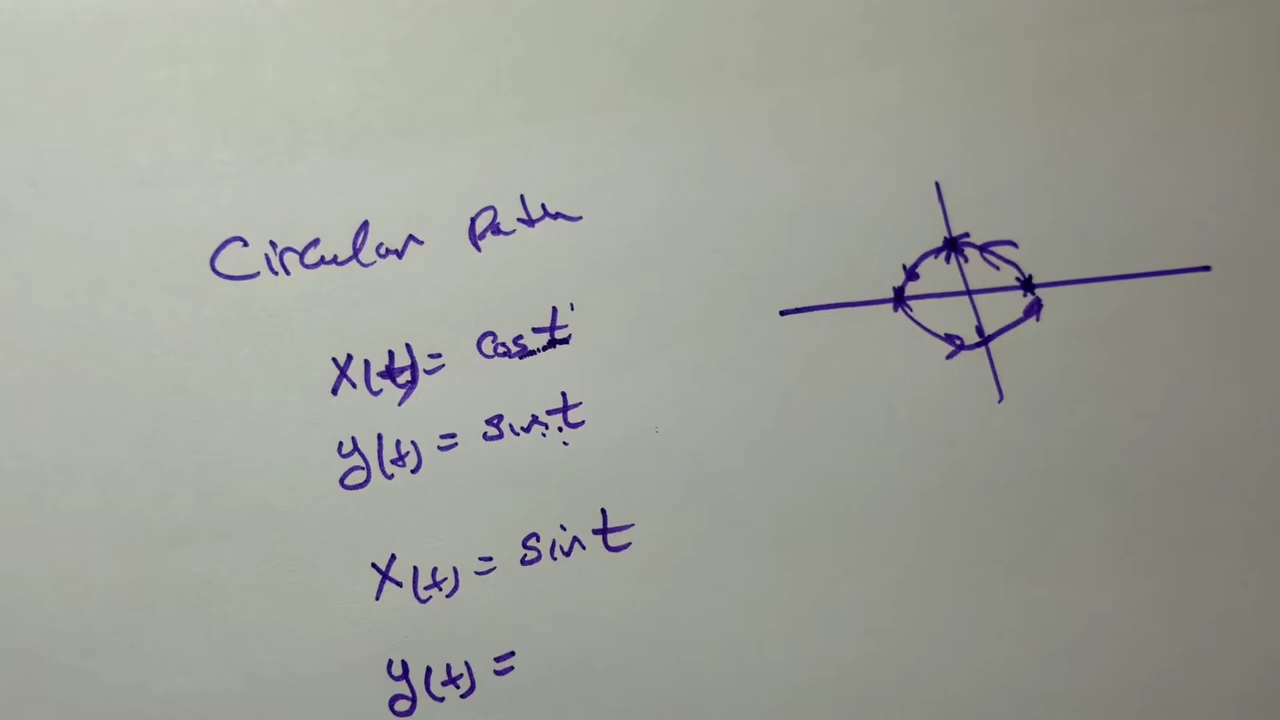 Circular Path
x(t) = cos t
y(t) = sin t
x(t) = sin t
y(t) =